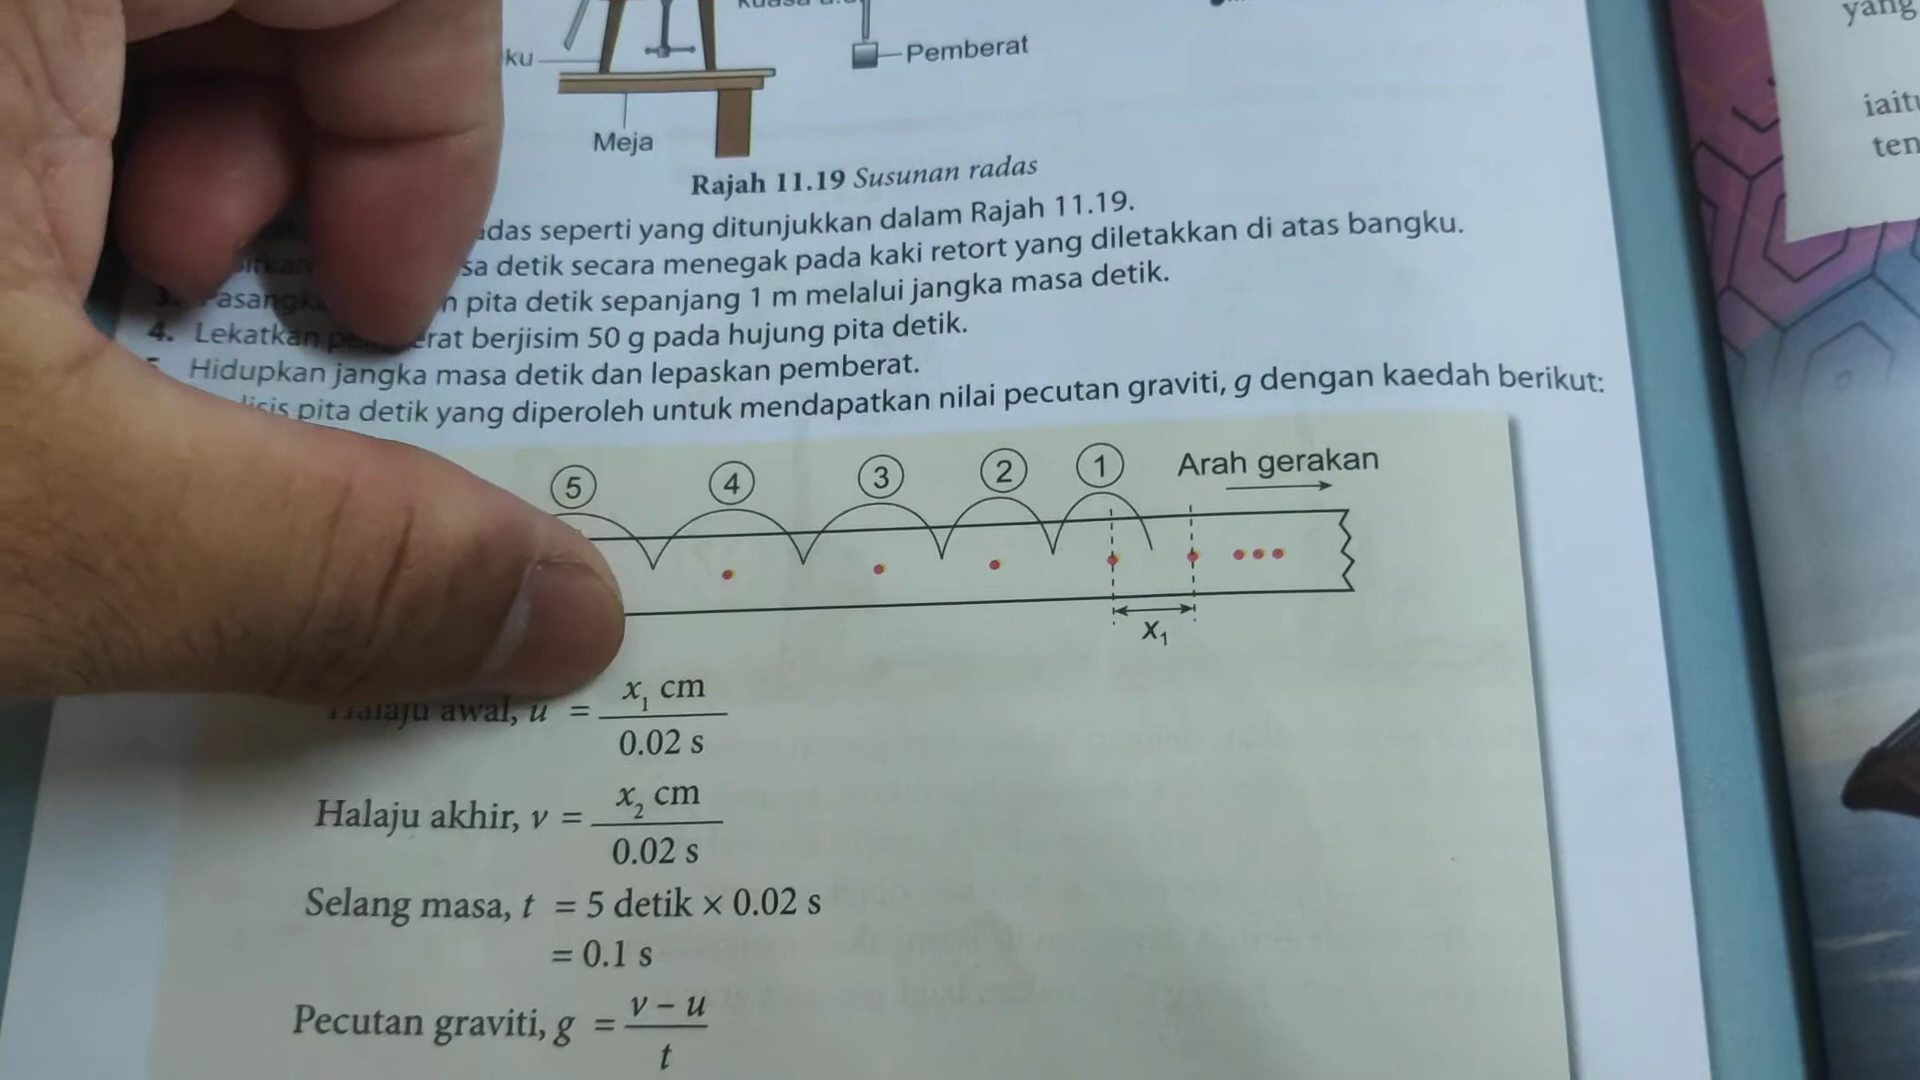 Pemberat
ku
Meja
Rajah 11.19 Susunan radas
adas seperti yang ditunjukkan dalam Rajah 11.19.
sa detik secara menegak pada kaki retort yang diletakkan di atas bangku.
n pita detik sepanjang 1 m melalui jangka masa detik.
4. Lekatkan erat berjisim 50 g pada hujung pita detik.
Hidupkan jangka masa detik dan lepaskan pemberat.
pita detik yang diperoleh untuk mendapatkan nilai pecutan graviti, g dengan kaedah berikut:
5 4 3 2 1 Arah gerakan
x₁
Halaju awal, u = x₁ cm
0.02 s
Halaju akhir, v = x₂ cm
0.02 s
Selang masa, t = 5 detik × 0.02 s
= 0.1 s
Pecutan graviti, g = v – u
t
yang
iait
ten